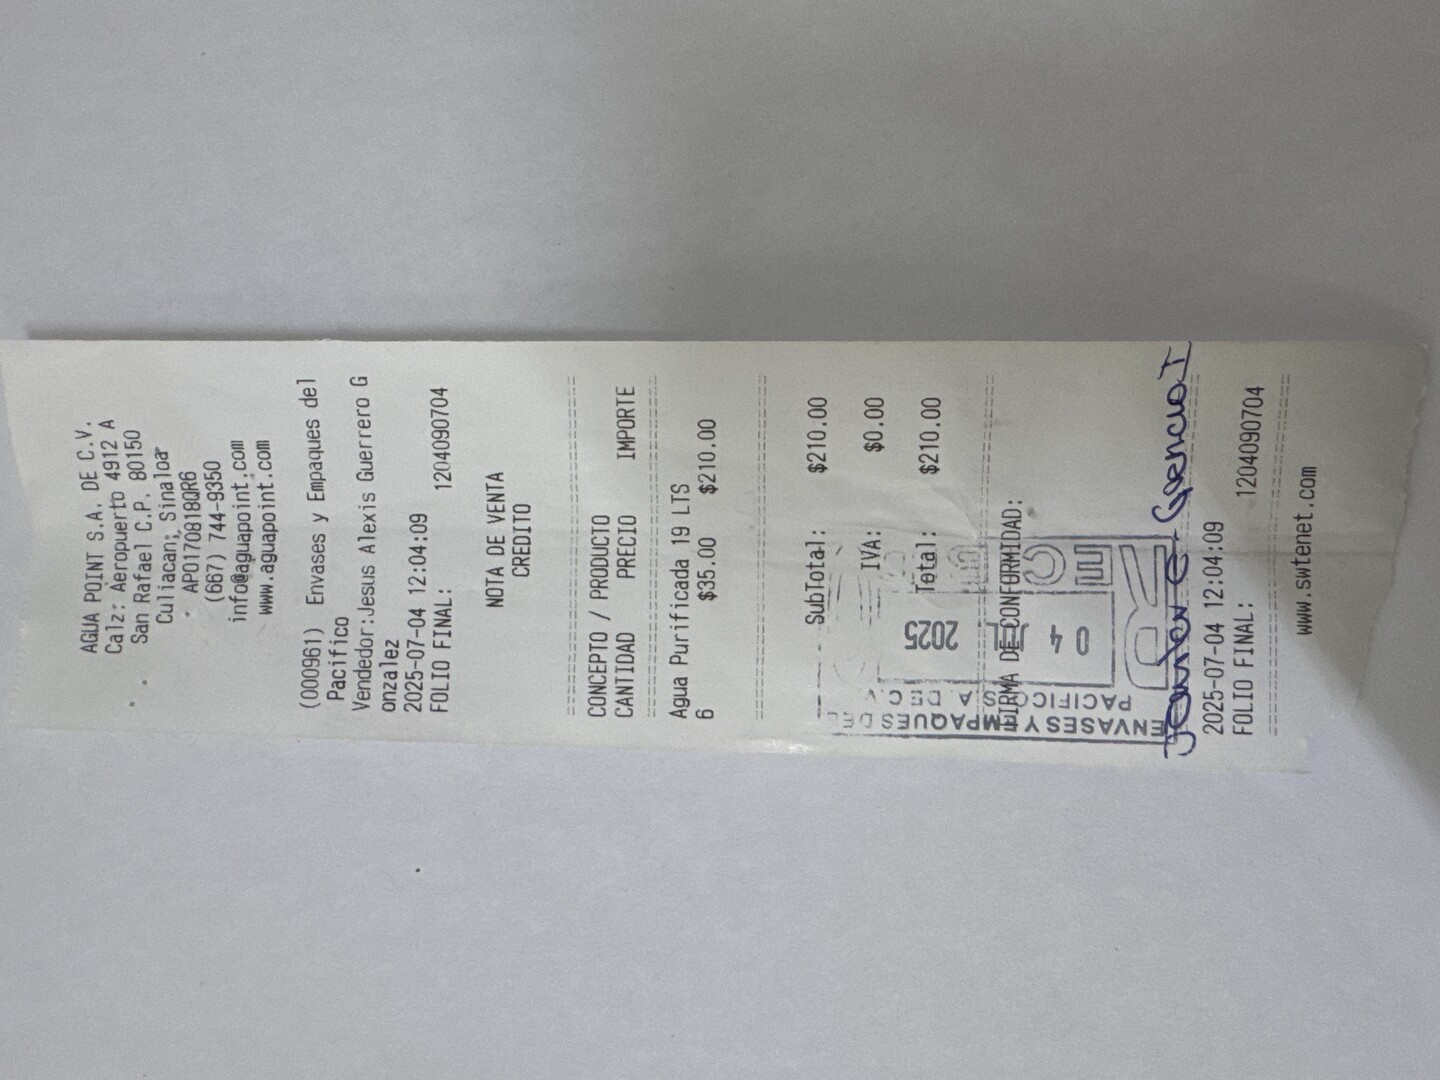 AGUA POINT S.A. DE C.V.
Calz: Aeropuerto 4912 A
San Rafael C.P. 80150
Culiacan; Sinaloa
APO170818QR6
(667) 744-9350
info@aguapoint.com
www.aguapoint.com
(000961) Envases y Empaques del
Pacifico
Vendedor:Jesus Alexis Guerrero G
onzalez
2025-07-04 12:04:09
FOLIO FINAL: 1204090704
NOTA DE VENTA
CREDITO
CONCEPTO / PRODUCTO
CANTIDAD PRECIO IMPORTE
Agua Purificada 19 LTS
6 $35.00 $210.00
SubTotal: $210.00
IVA: $0.00
Total: $210.00
FIRMA DE CONFORMIDAD:
ENVASES Y EMPAQUES DEL
PACIFICO S.A. DE C.V.
04 JUL 2025
2025-07-04 12:04:09
FOLIO FINAL: 1204090704
www.swtenet.com